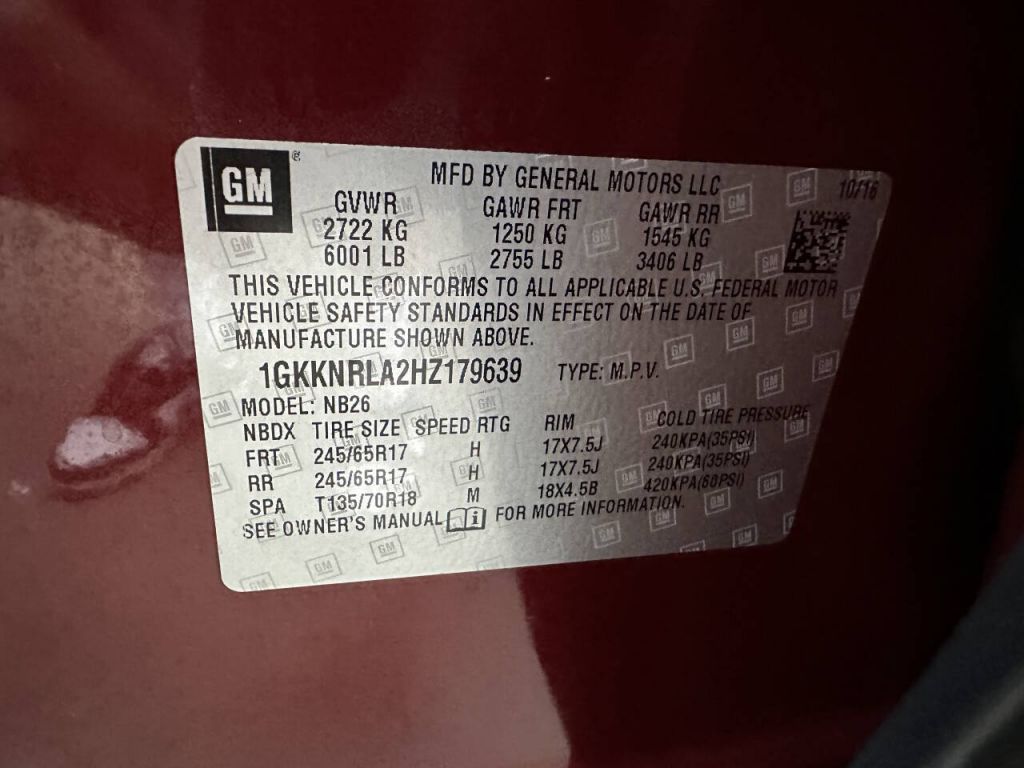 GM
MFD BY GENERAL MOTORS LLC 10/16
GVWR GAWR FRT GAWR RR
2722 KG 1250 KG 1545 KG
6001 LB 2755 LB 3406 LB
THIS VEHICLE CONFORMS TO ALL APPLICABLE U.S. FEDERAL MOTOR
VEHICLE SAFETY STANDARDS IN EFFECT ON THE DATE OF
MANUFACTURE SHOWN ABOVE.
1GKKNRLA2HZ179639 TYPE: M.P.V.
MODEL: NB26
NBDX TIRE SIZE SPEED RTG RIM COLD TIRE PRESSURE
FRT 245/65R17 H 17X7.5J 240KPA(35PSI)
RR 245/65R17 H 17X7.5J 240KPA(35PSI)
SPA T135/70R18 M 18X4.5B 420KPA(60PSI)
SEE OWNER'S MANUAL FOR MORE INFORMATION.